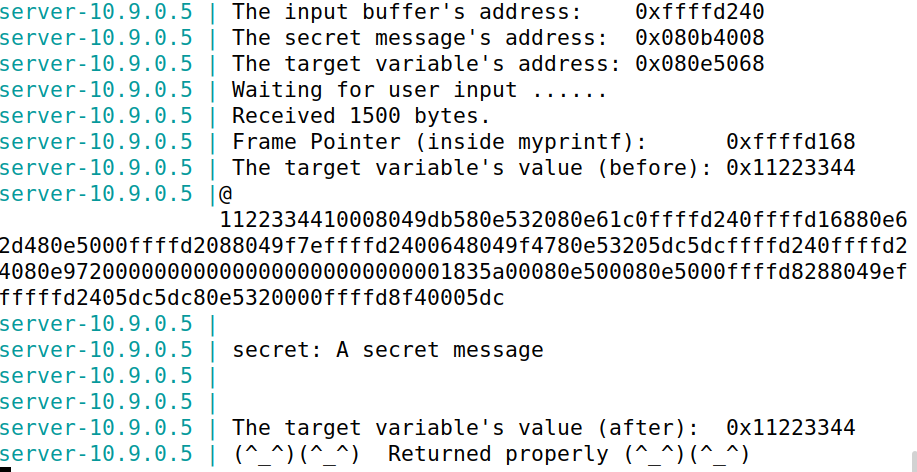 server-10.9.0.5 | The input buffer's address:    0xffffd240
server-10.9.0.5 | The secret message's address:  0x080b4008
server-10.9.0.5 | The target variable's address: 0x080e5068
server-10.9.0.5 | Waiting for user input ......
server-10.9.0.5 | Received 1500 bytes.
server-10.9.0.5 | Frame Pointer (inside myprintf):      0xffffd168
server-10.9.0.5 | The target variable's value (before): 0x11223344
server-10.9.0.5 |@
1122334410008049db580e532080e61c0ffffd240ffffd16880e6
2d480e5000ffffd2088049f7effffd2400648049f4780e53205dc5dcffffd240ffffd2
4080e97200000000000000000000000001835a00080e500080e5000ffffd8288049ef
fffffd2405dc5dc80e5320000ffffd8f40005dc
server-10.9.0.5 |
server-10.9.0.5 | secret: A secret message
server-10.9.0.5 |
server-10.9.0.5 |
server-10.9.0.5 | The target variable's value (after):  0x11223344
server-10.9.0.5 | (^_^)(^_^)  Returned properly (^_^)(^_^)